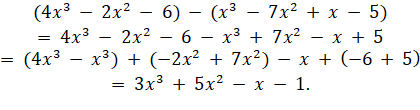 (4x³ − 2x² − 6) − (x³ − 7x² + x − 5)
= 4x³ − 2x² − 6 − x³ + 7x² − x + 5
= (4x³ − x³) + (−2x² + 7x²) − x + (−6 + 5)
= 3x³ + 5x² − x − 1.